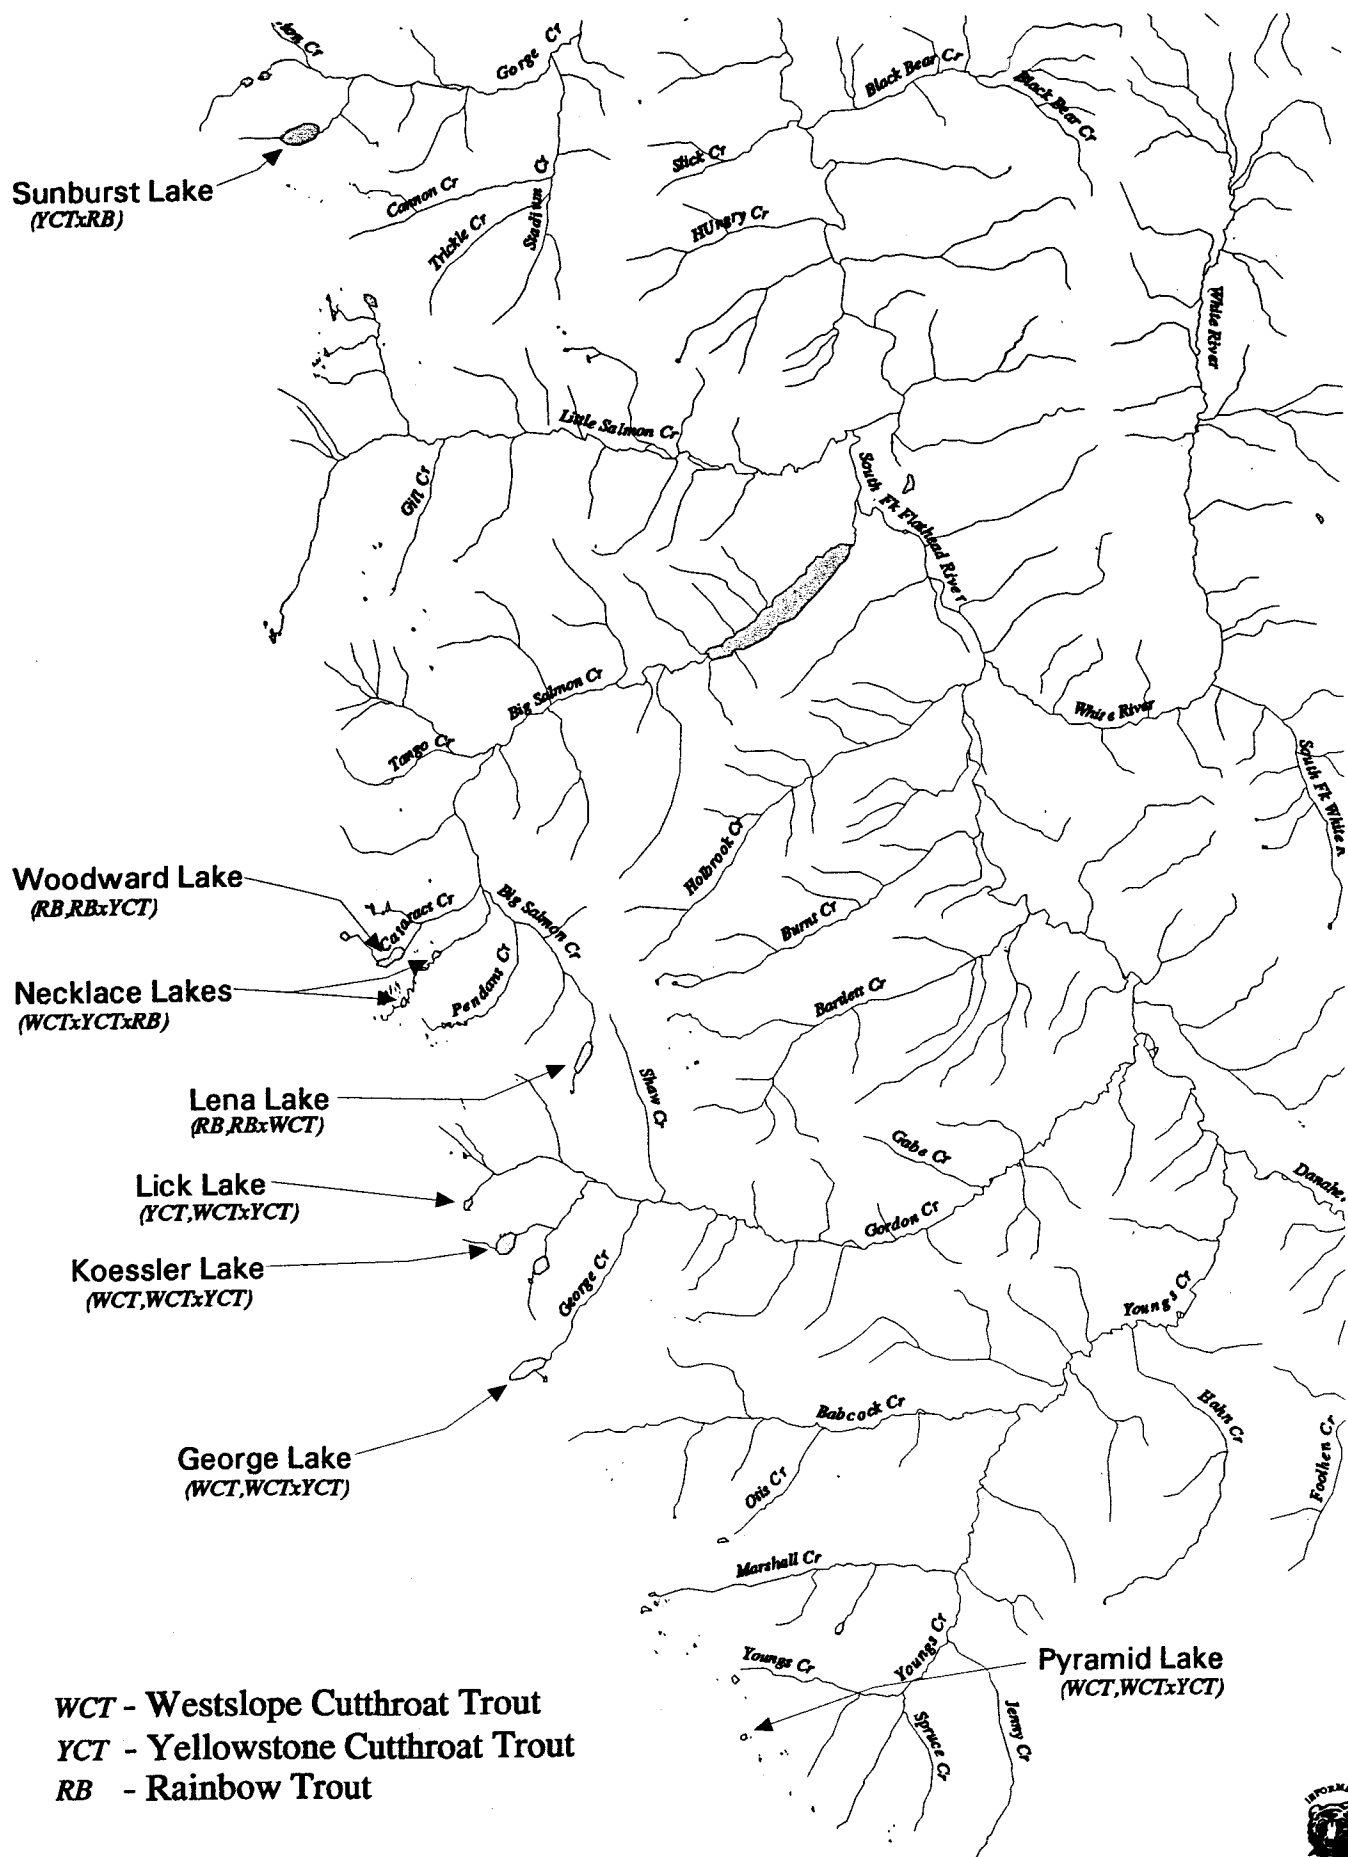 Gorge Cr
Black Bear Cr
Black Bear Cr
Slick Cr
Sunburst Lake
(YCTxRB)
Cannon Cr
Trickle Cr
Stadium Cr
HUngry Cr
White River
Little Salmon Cr
Gift Cr
South Fk Flathead River
Big Salmon Cr
Tango Cr
White River
South Fk White R
Holbrook Cr
Woodward Lake
(RB,RBxYCT)
Cataract Cr
Big Salmon Cr
Burnt Cr
Necklace Lakes
(WCTxYCTxRB)
Pendant Cr
Bartlett Cr
Lena Lake
(RB,RBxWCT)
Shaw Cr
Gabe Cr
Danaher
Lick Lake
(YCT,WCTxYCT)
Gordon Cr
Koessler Lake
(WCT,WCTxYCT)
George Cr
Youngs Cr
Babcock Cr
Hahn Cr
Foolhen Cr
George Lake
(WCT,WCTxYCT)
Otis Cr
Marshall Cr
Youngs Cr
Youngs Cr
Pyramid Lake
(WCT,WCTxYCT)
Spruce Cr
Jenny Cr
WCT - Westslope Cutthroat Trout
YCT - Yellowstone Cutthroat Trout
RB - Rainbow Trout